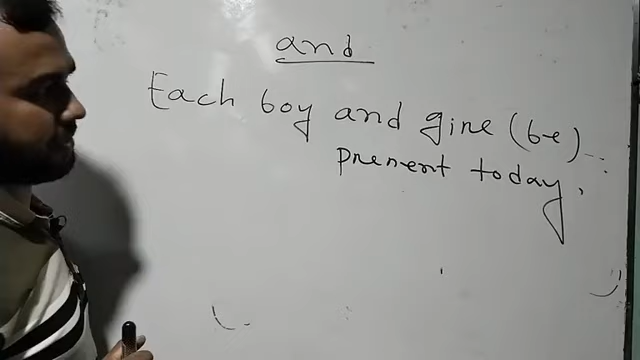 and
Each boy and girl (be) --
present today.